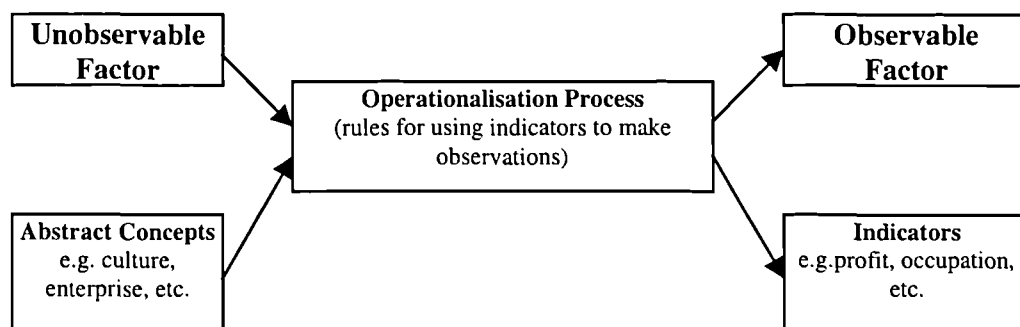 Unobservable
Factor
Observable
Factor
Operationalisation Process
(rules for using indicators to make
observations)
Abstract Concepts
e.g. culture,
enterprise, etc.
Indicators
e.g.profit, occupation,
etc.